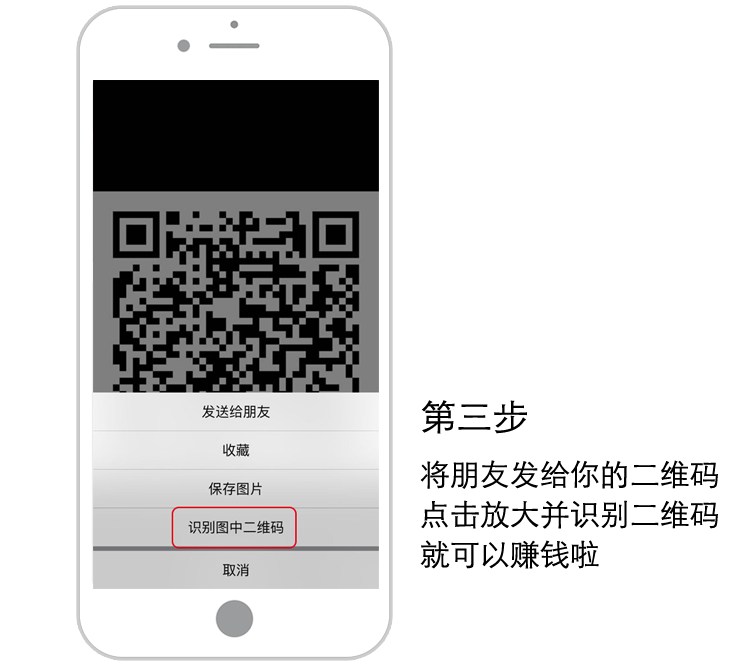 发送给朋友
收藏
保存图片
识别图中二维码
取消
第三步
将朋友发给你的二维码
点击放大并识别二维码
就可以赚钱啦